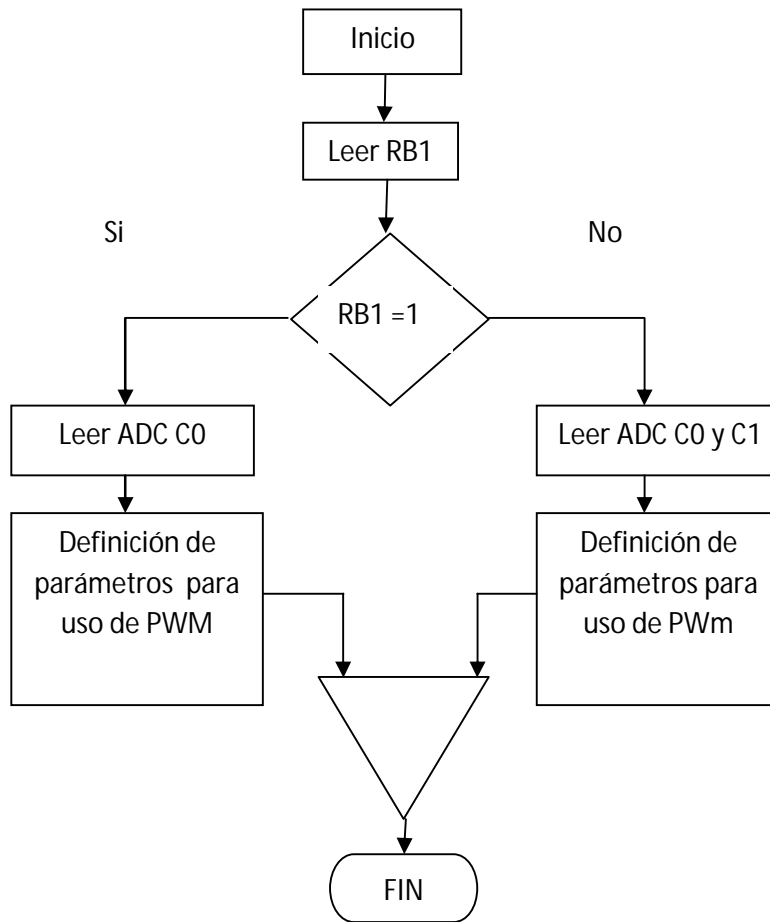 Inicio
Leer RB1
Si
No
RB1 =1
Leer ADC C0
Leer ADC C0 y C1
Definición de
parámetros para
uso de PWM
Definición de
parámetros para
uso de PWm
FIN